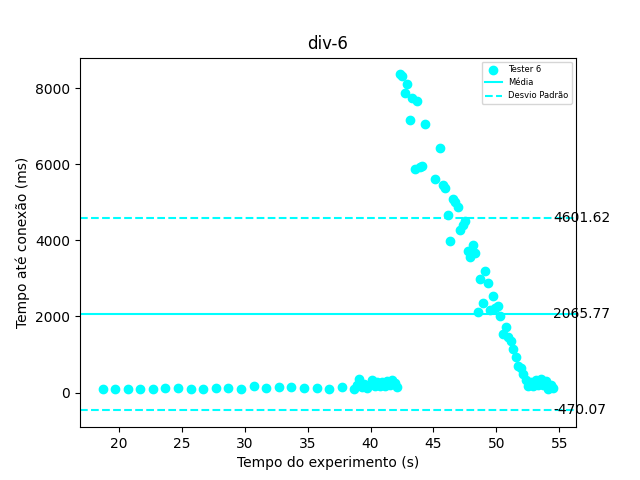 div-6
Tempo até conexão (ms)
8000
6000
4000
2000
0
Tester 6
Média
Desvio Padrão
4601.62
2065.77
-470.07
20 25 30 35 40 45 50 55
Tempo do experimento (s)